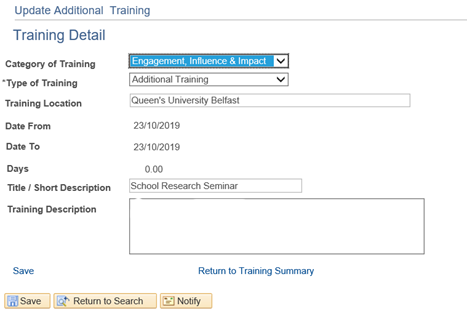 Update Additional Training
Training Detail
Category of Training Engagement, Influence & Impact
*Type of Training Additional Training
Training Location Queen's University Belfast
Date From 23/10/2019
Date To 23/10/2019
Days 0.00
Title / Short Description School Research Seminar
Training Description
Save Return to Training Summary
Save Return to Search Notify